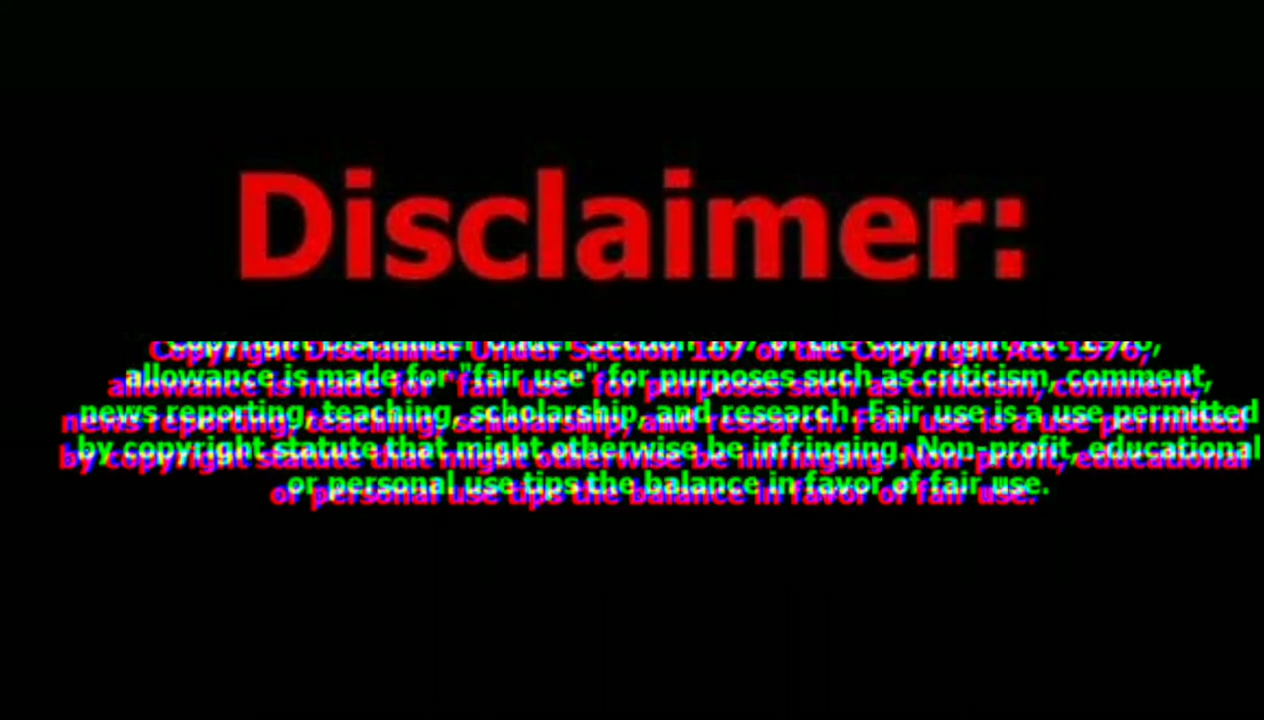 Disclaimer:
Copyright Disclaimer Under Section 107 of the Copyright Act 1976,
allowance is made for "fair use" for purposes such as criticism, comment,
news reporting, teaching, scholarship, and research. Fair use is a use permitted
by copyright statute that might otherwise be infringing. Non-profit, educational
or personal use tips the balance in favor of fair use.